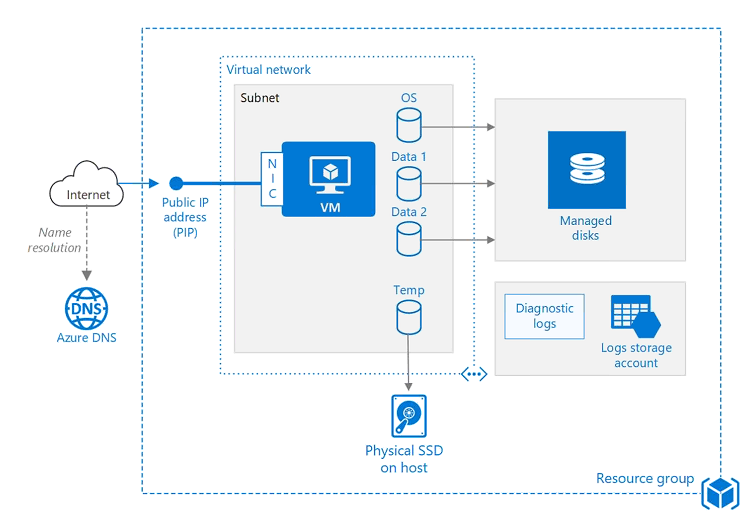 Virtual network
Subnet
OS
Data 1
Data 2
Temp
N
I
C
VM
Internet
Public IP
address
(PIP)
Name
resolution
DNS
Azure DNS
Managed
disks
Diagnostic
logs
Logs storage
account
Physical SSD
on host
Resource group